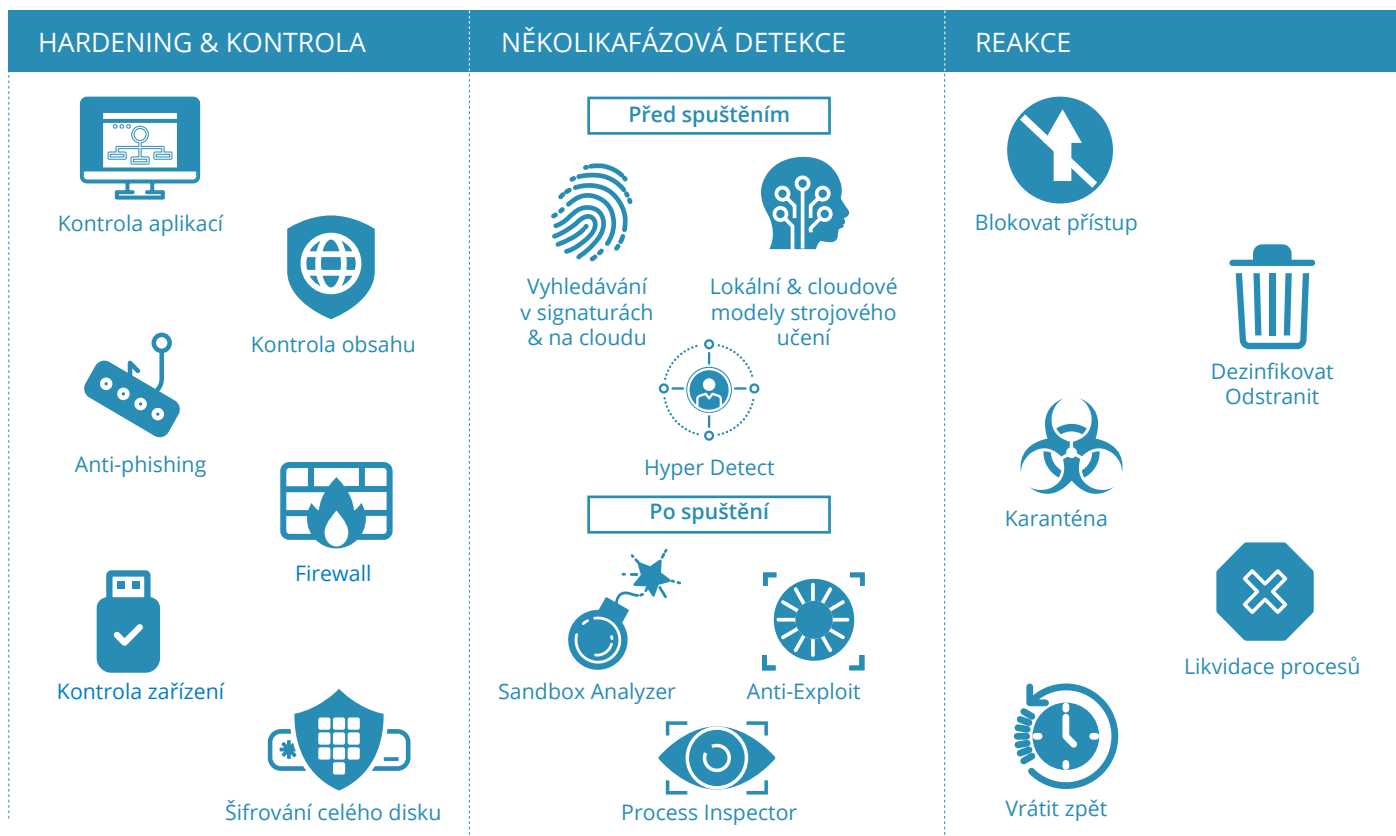 HARDENING & KONTROLA
Kontrola aplikací
Kontrola obsahu
Anti-phishing
Firewall
Kontrola zařízení
Šifrování celého disku
NĚKOLIKAFÁZOVÁ DETEKCE
Před spuštěním
Vyhledávání
v signaturách
& na cloudu
Lokální & cloudové
modely strojového
učení
Hyper Detect
Po spuštění
Sandbox Analyzer
Anti-Exploit
Process Inspector
REAKCE
Blokovat přístup
Dezinfikovat
Odstranit
Karanténa
Likvidace procesů
Vrátit zpět